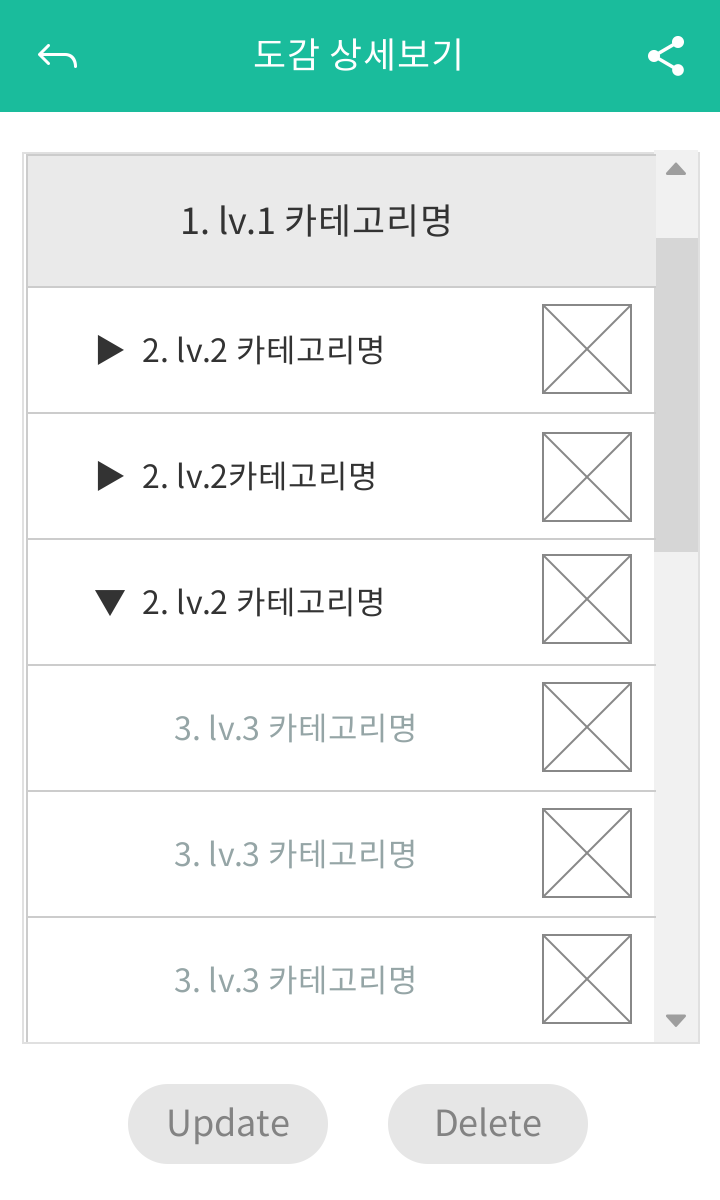 도감 상세보기
1. lv.1 카테고리명
2. lv.2 카테고리명
2. lv.2카테고리명
2. lv.2 카테고리명
3. lv.3 카테고리명
3. lv.3 카테고리명
3. lv.3 카테고리명
Update Delete